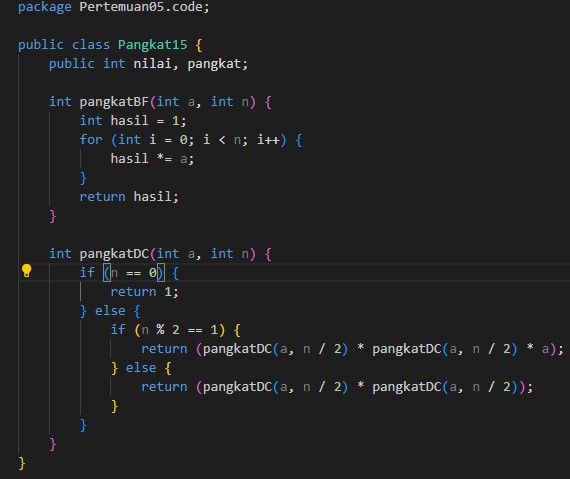 package Pertemuan05.code;
public class Pangkat15 {
public int nilai, pangkat;
int pangkatBF(int a, int n) {
int hasil = 1;
for (int i = 0; i < n; i++) {
hasil *= a;
}
return hasil;
}
int pangkatDC(int a, int n) {
if (n == 0) {
return 1;
} else {
if (n % 2 == 1) {
return (pangkatDC(a, n / 2) * pangkatDC(a, n / 2) * a);
} else {
return (pangkatDC(a, n / 2) * pangkatDC(a, n / 2));
}
}
}
}